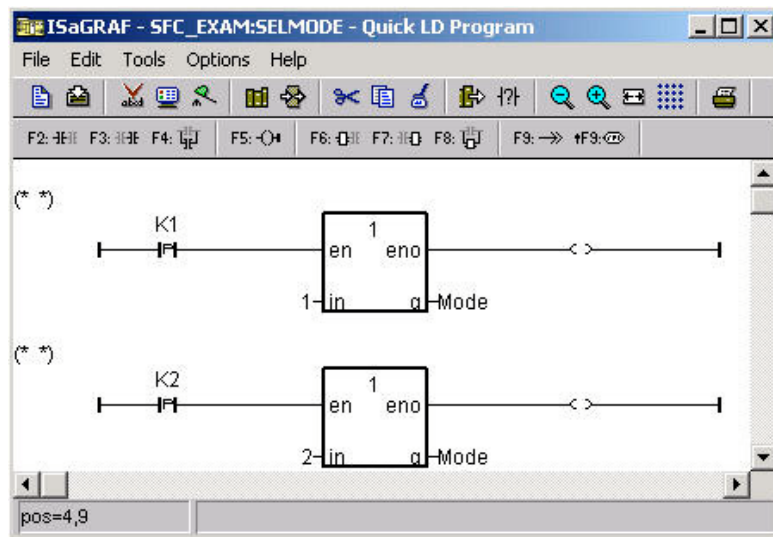 ISaGRAF - SFC_EXAM:SELMODE - Quick LD Program
File Edit Tools Options Help
abcd
F2: F3: F4: F5: F6: F7: F8: F9: ↑F9:
(* *)
K1
P
1
en eno
1 in q Mode
(* *)
K2
P
1
en eno
2 in q Mode
pos=4,9